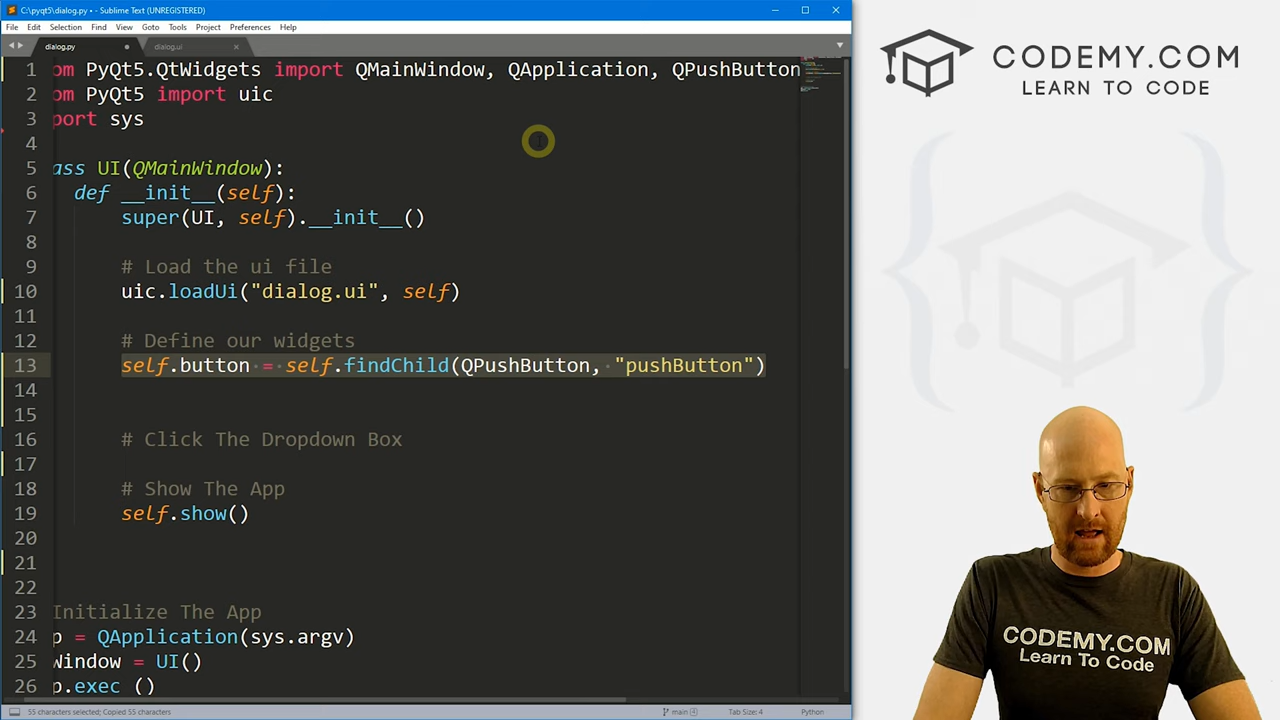 C:\pyqt5\dialog.py • - Sublime Text (UNREGISTERED)
File Edit Selection Find View Goto Tools Project Preferences Help
dialog.py dialog.ui
1 om PyQt5.QtWidgets import QMainWindow, QApplication, QPushButton
2 om PyQt5 import uic
3 port sys
4
5 ass UI(QMainWindow):
6 def __init__(self):
7 super(UI, self).__init__()
8
9 # Load the ui file
10 uic.loadUi("dialog.ui", self)
11
12 # Define our widgets
13 self.button = self.findChild(QPushButton, "pushButton")
14
15
16 # Click The Dropdown Box
17
18 # Show The App
19 self.show()
20
21
22
23 Initialize The App
24 p = QApplication(sys.argv)
25 Window = UI()
26 p.exec ()
55 characters selected; Copied 55 characters main 4 Tab Size: 4 Python
CODEMY.COM
LEARN TO CODE
CODEMY.COM
Learn To Code